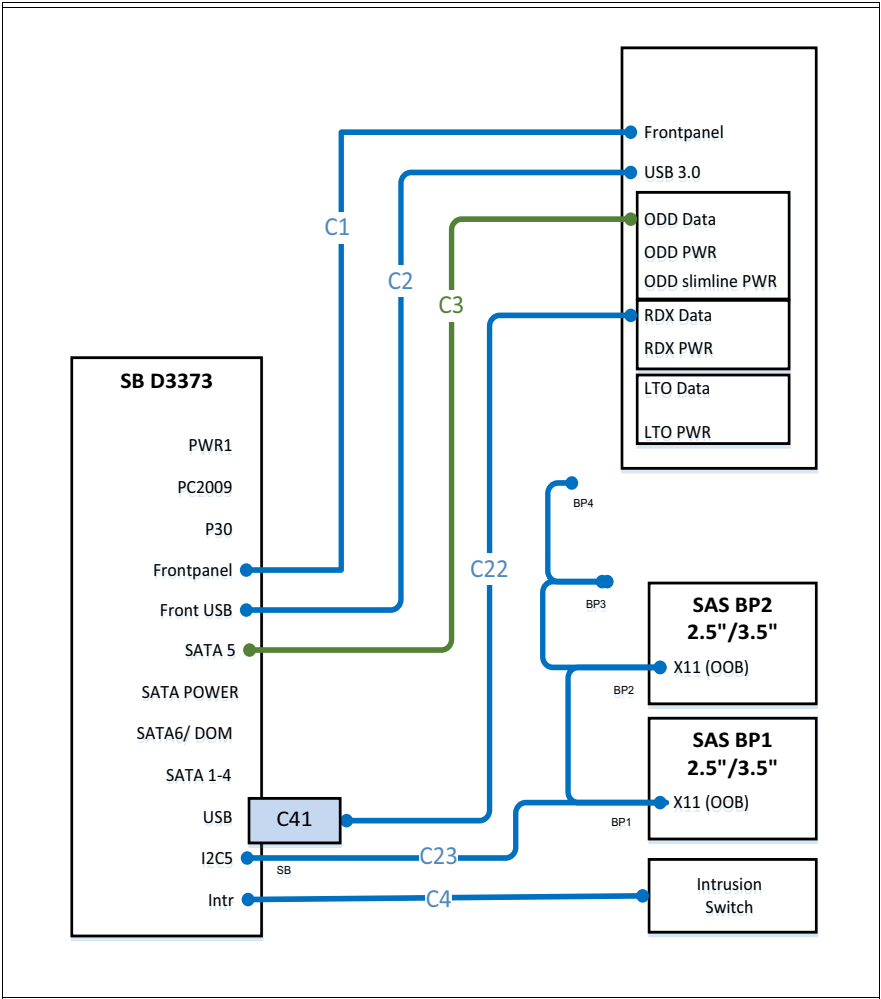 Frontpanel
USB 3.0
ODD Data
ODD PWR
ODD slimline PWR
RDX Data
RDX PWR
LTO Data
LTO PWR
C1
C2
C3
C22
SB D3373
PWR1
PC2009
P30
Frontpanel
Front USB
SATA 5
SATA POWER
SATA6/ DOM
SATA 1-4
USB
I2C5
Intr
C41
SB
C23
C4
BP4
BP3
BP2
BP1
SAS BP2
2.5"/3.5"
X11 (OOB)
SAS BP1
2.5"/3.5"
X11 (OOB)
Intrusion
Switch